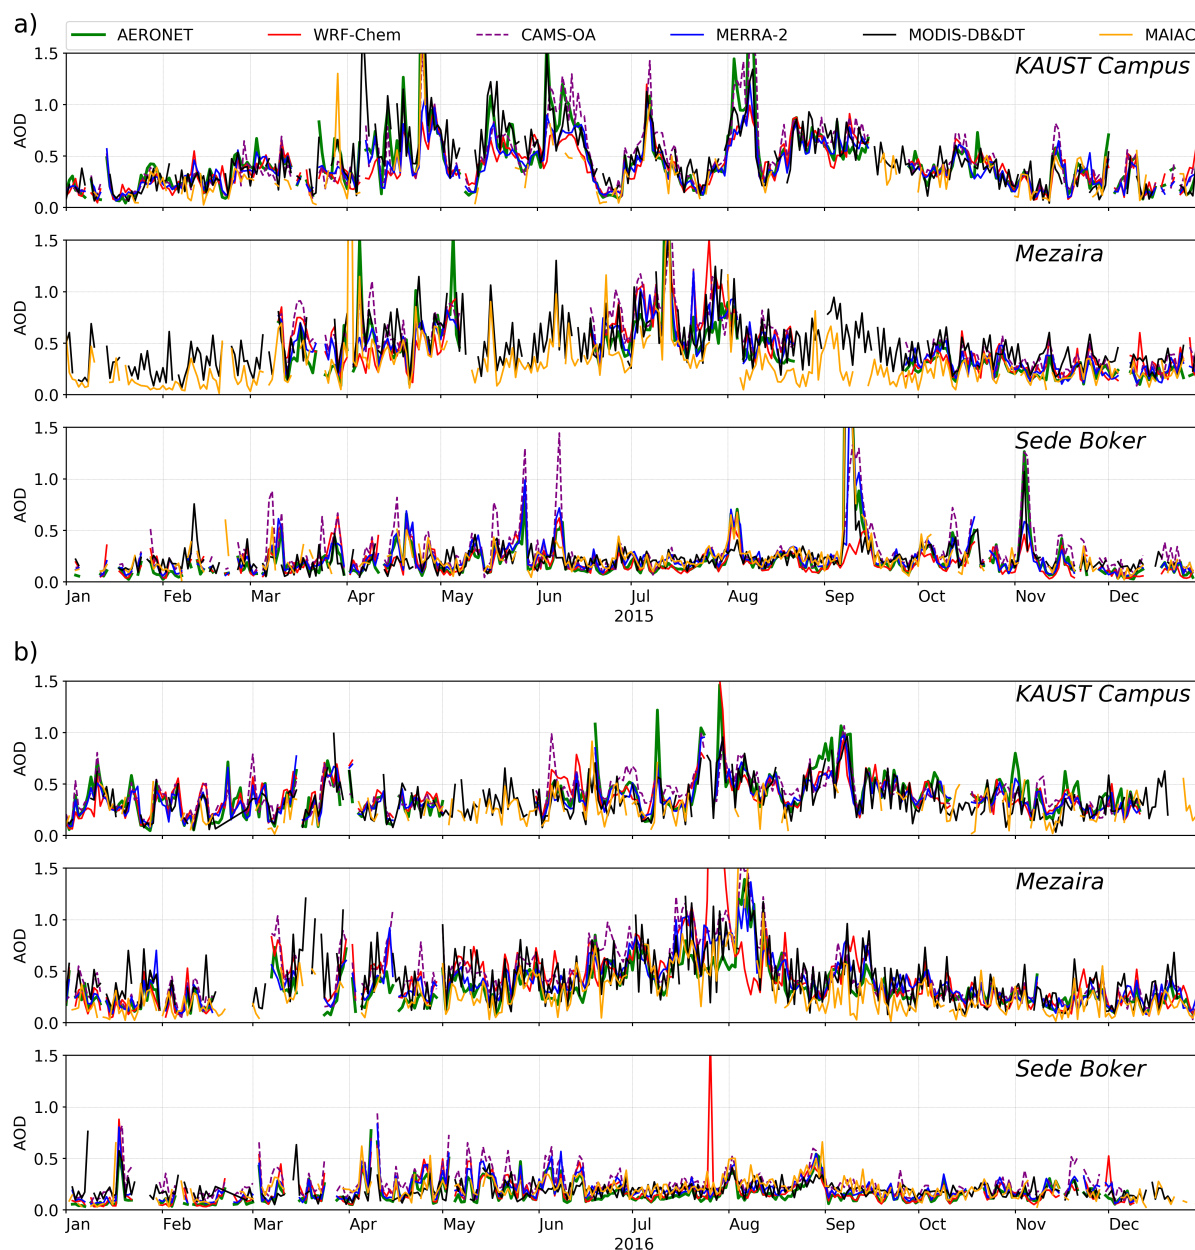 a)
AERONET WRF-Chem CAMS-OA MERRA-2 MODIS-DB&DT MAIAC
1.5
1.0
0.5
0.0
AOD
KAUST Campus
1.5
1.0
0.5
0.0
AOD
Mezaira
1.5
1.0
0.5
0.0
AOD
Sede Boker
Jan Feb Mar Apr May Jun Jul Aug Sep Oct Nov Dec
2015
b)
1.5
1.0
0.5
0.0
AOD
KAUST Campus
1.5
1.0
0.5
0.0
AOD
Mezaira
1.5
1.0
0.5
0.0
AOD
Sede Boker
Jan Feb Mar Apr May Jun Jul Aug Sep Oct Nov Dec
2016